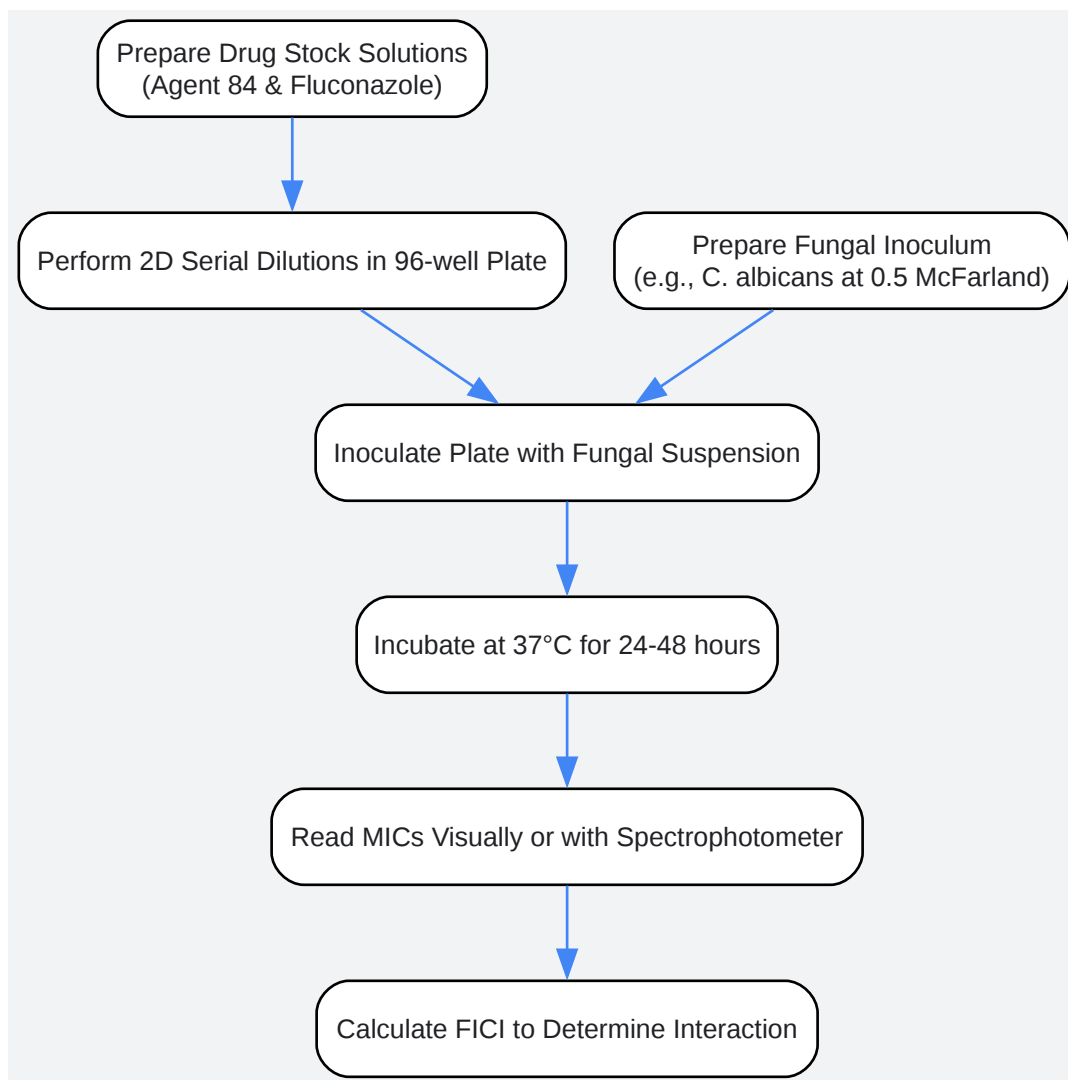 Prepare Drug Stock Solutions
(Agent 84 & Fluconazole)
Perform 2D Serial Dilutions in 96-well Plate
Prepare Fungal Inoculum
(e.g., C. albicans at 0.5 McFarland)
Inoculate Plate with Fungal Suspension
Incubate at 37°C for 24-48 hours
Read MICs Visually or with Spectrophotometer
Calculate FICI to Determine Interaction